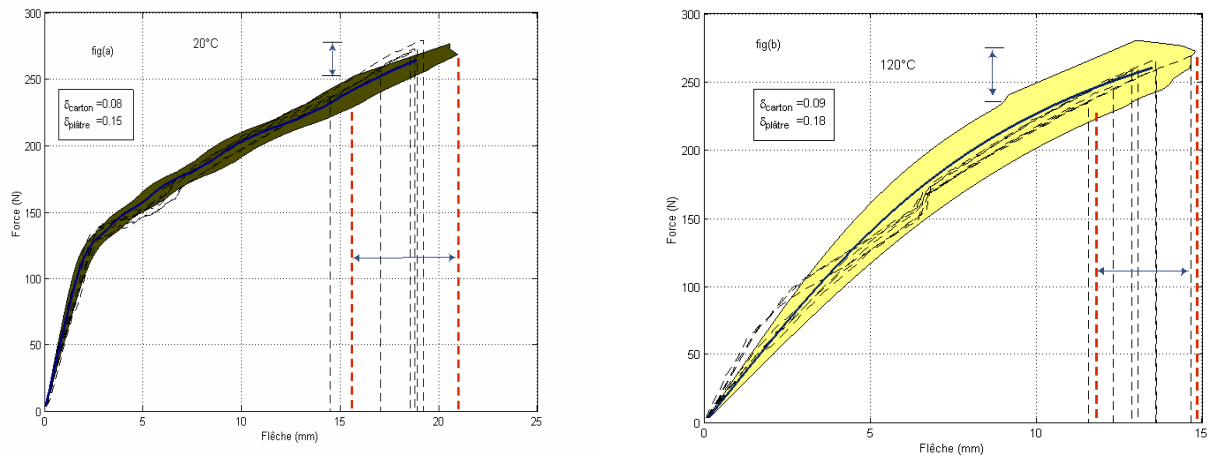 300
250
200
150
100
50
0
0 5 10 15 20 25
Force (N)
Flêche (mm)
fig(a)
20°C
δcarton =0.08
δplâtre =0.15
300
250
200
150
100
50
0
0 5 10 15
Force (N)
Flêche (mm)
fig(b)
120°C
δcarton =0.09
δplâtre =0.18